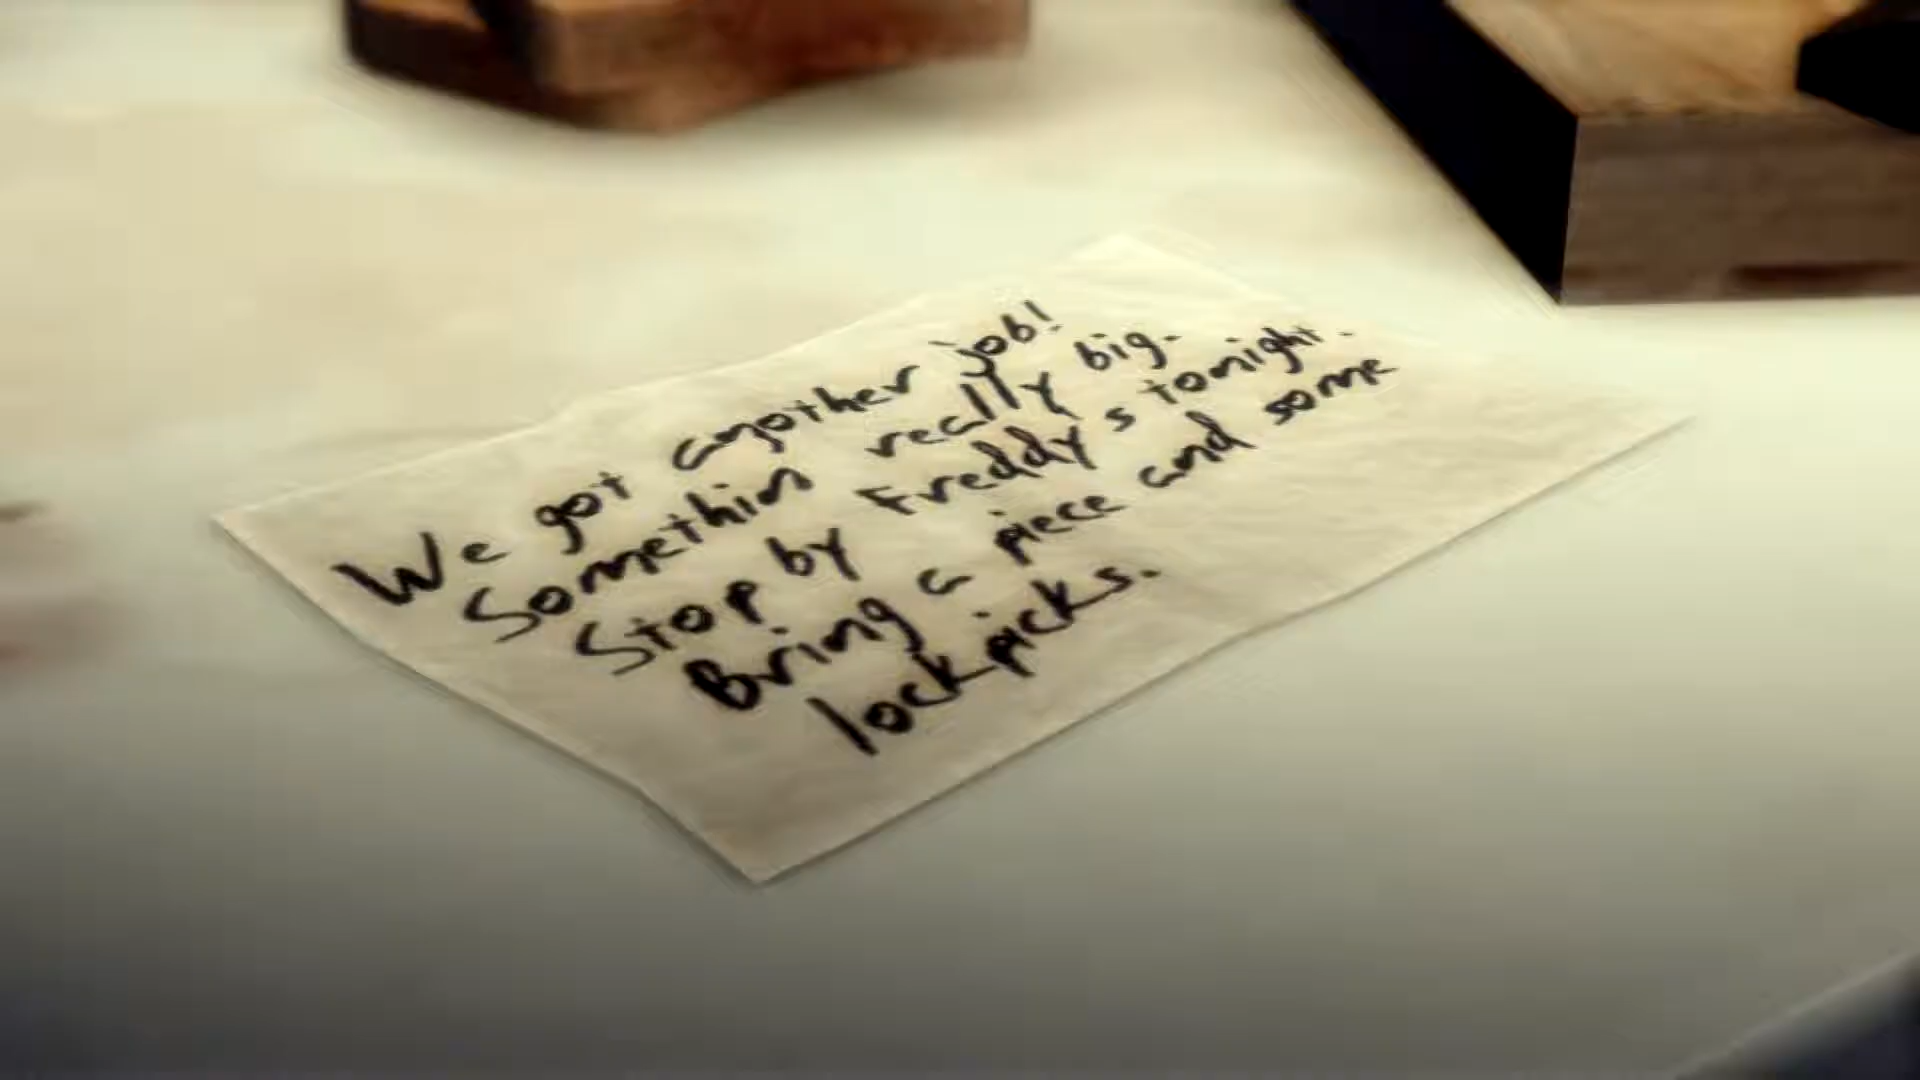 We got another job!
Somethin really big.
Stop by Freddy s tonight.
Bring a piece and some
lockpicks.